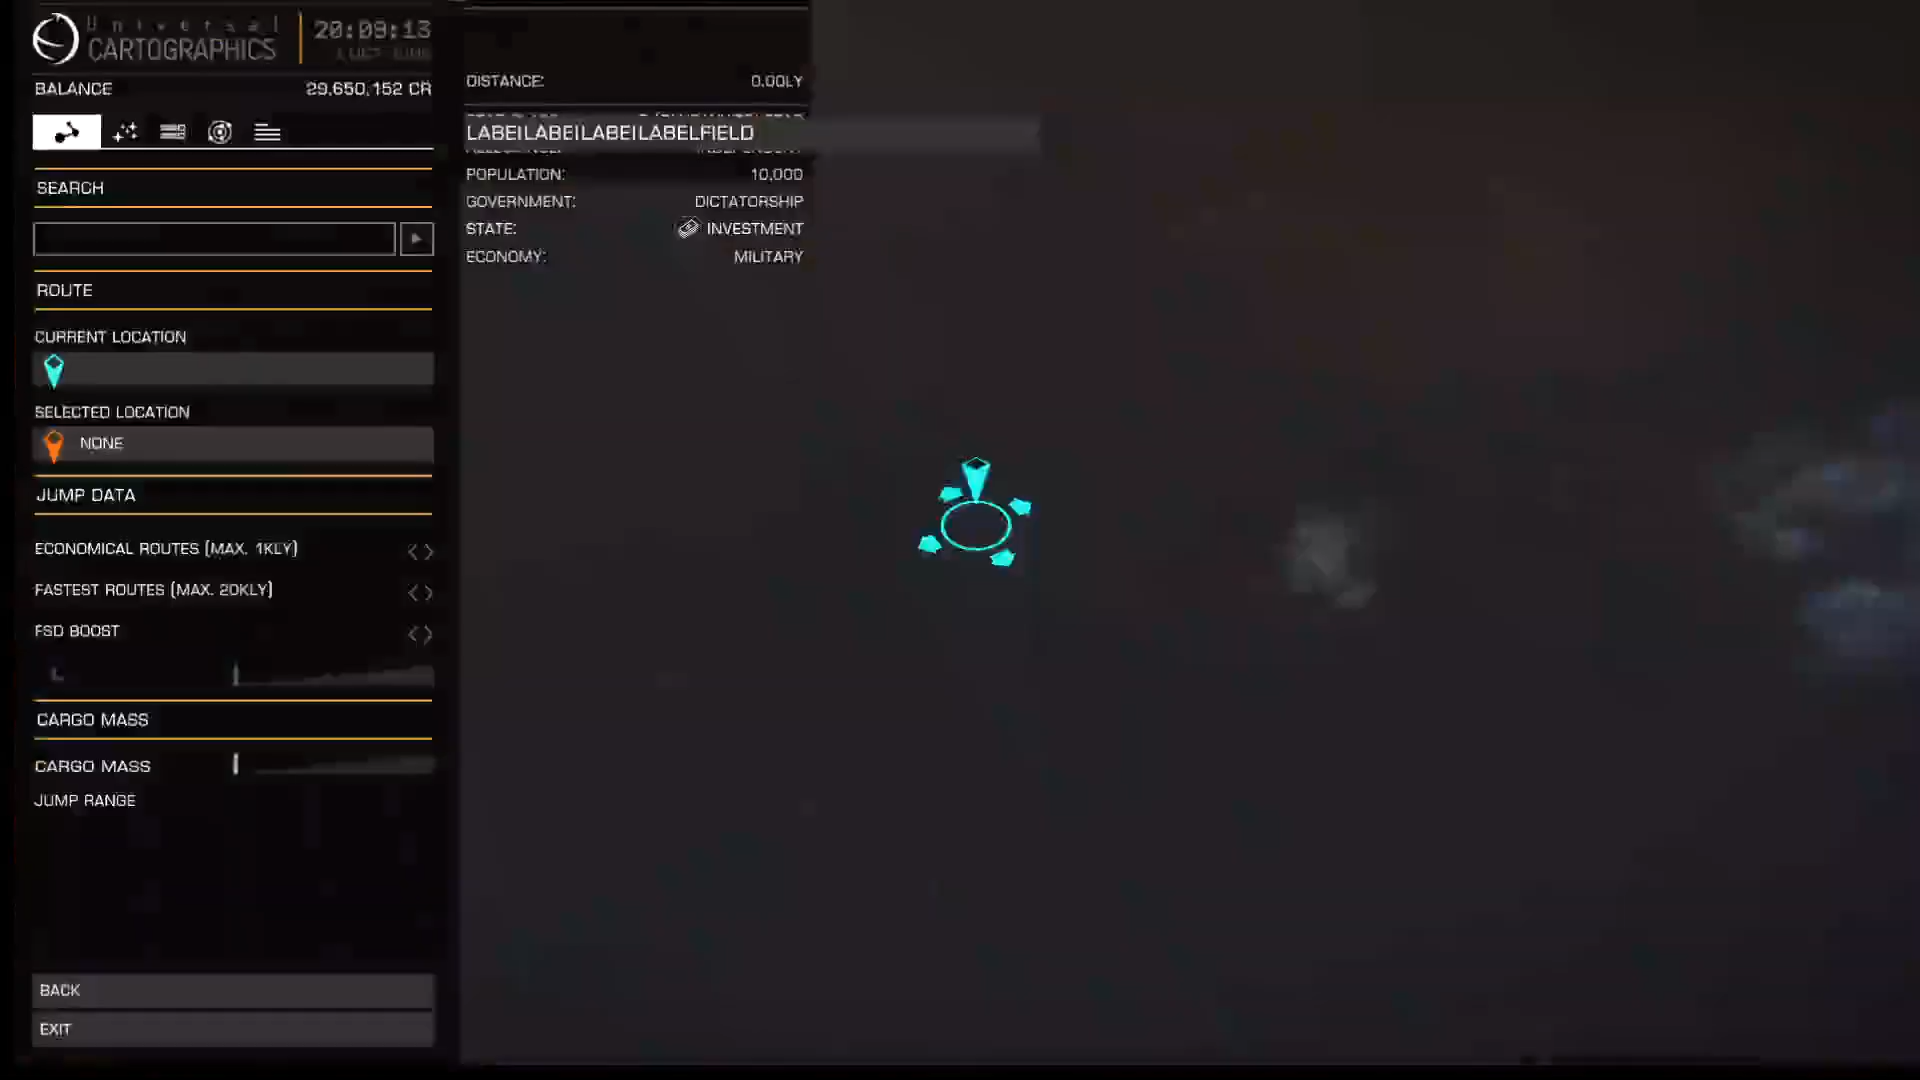 Universal
CARTOGRAPHICS
20:09:13
BALANCE 29,650,152 CR
SEARCH
ROUTE
CURRENT LOCATION
SELECTED LOCATION
NONE
JUMP DATA
ECONOMICAL ROUTES (MAX. 1KLY)
FASTEST ROUTES (MAX. 20KLY)
FSD BOOST
CARGO MASS
CARGO MASS
JUMP RANGE
BACK
EXIT
DISTANCE: 0.00LY
LABELLABELLABELLABELFIELD
POPULATION: 10,000
GOVERNMENT: DICTATORSHIP
STATE: INVESTMENT
ECONOMY: MILITARY